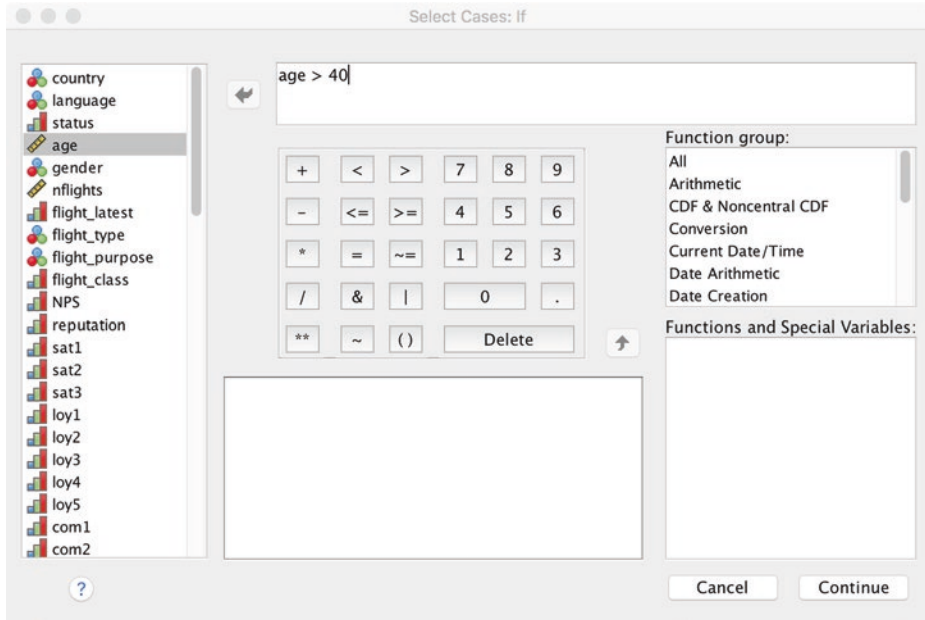 Select Cases: If
country
language
status
age
gender
nflights
flight_latest
flight_type
flight_purpose
flight_class
NPS
reputation
sat1
sat2
sat3
loy1
loy2
loy3
loy4
loy5
com1
com2
age > 40
+ < > 7 8 9
- <= >= 4 5 6
* = ~= 1 2 3
/ & | 0 .
** ~ () Delete
Function group:
All
Arithmetic
CDF & Noncentral CDF
Conversion
Current Date/Time
Date Arithmetic
Date Creation
Functions and Special Variables:
?
Cancel Continue